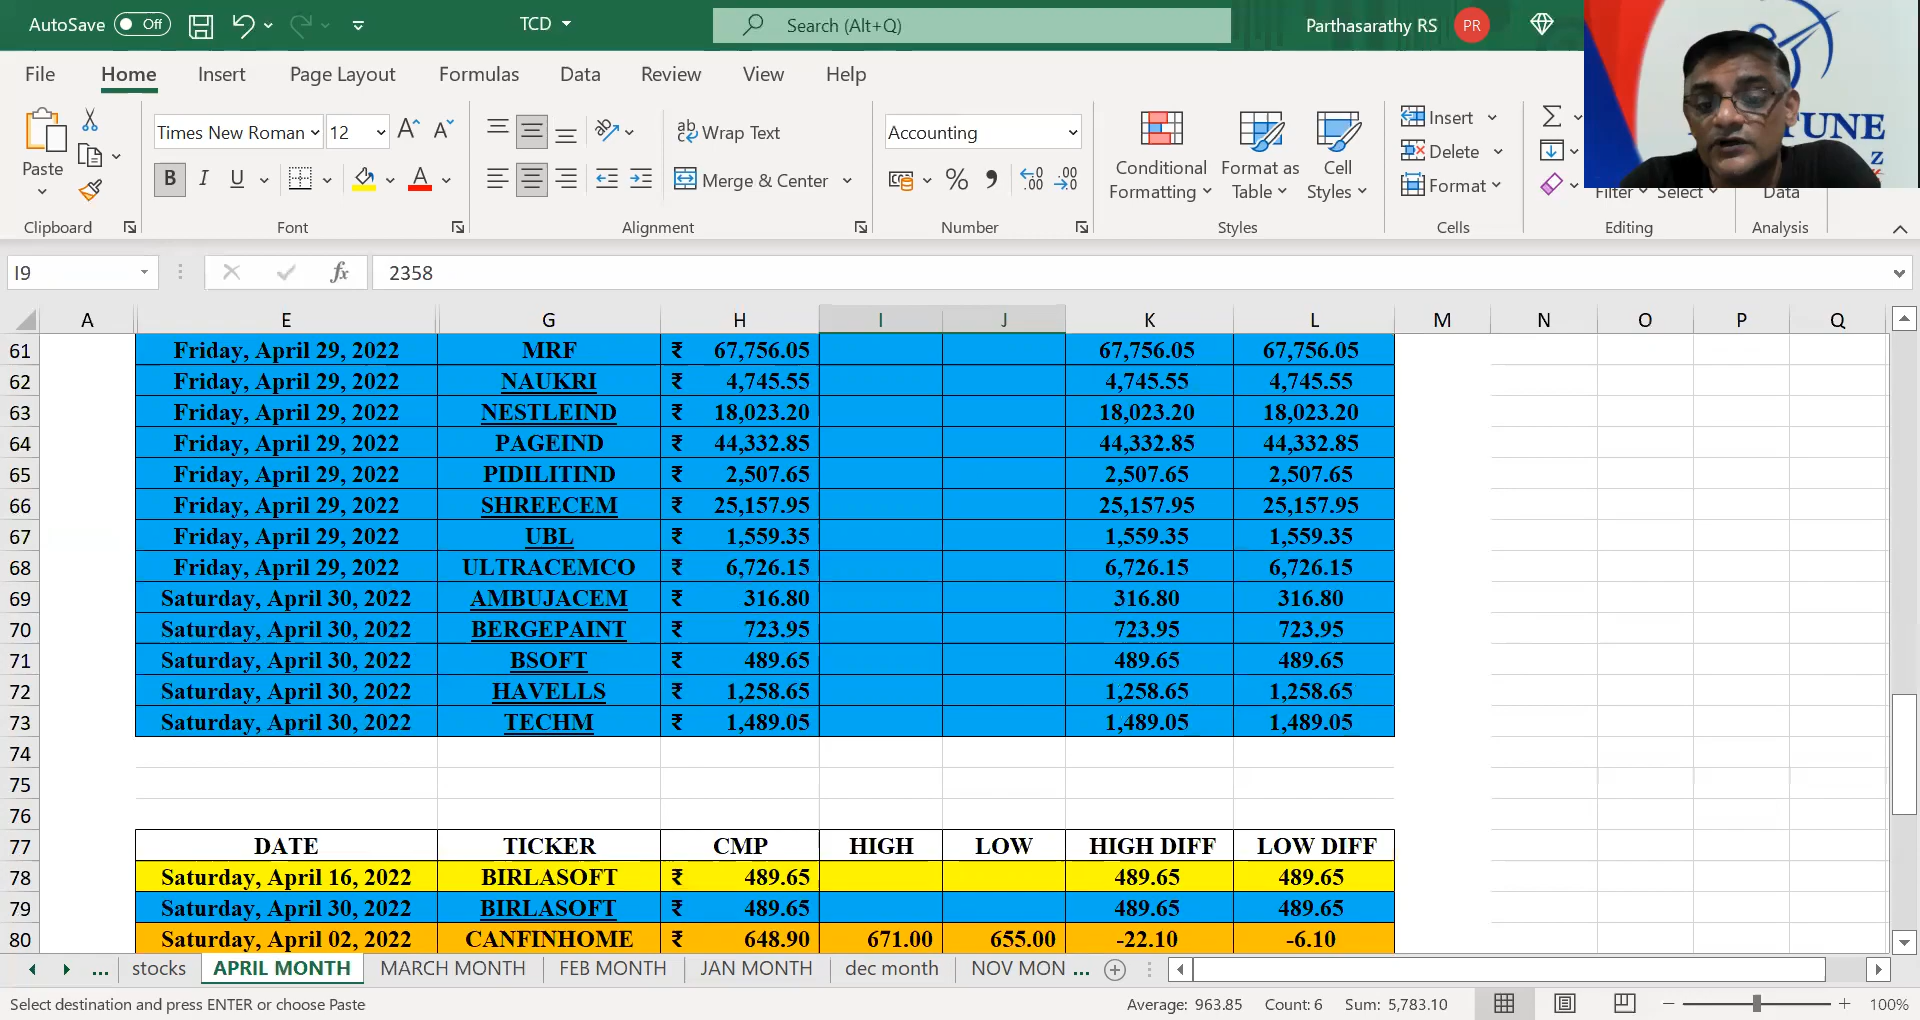 AutoSave Off TCD Search (Alt+Q) Parthasarathy RS PR
File Home Insert Page Layout Formulas Data Review View Help
TUNE
Z
Paste Times New Roman 12 Wrap Text Accounting Conditional Formatting Format as Table Cell Styles Insert
Merge & Center Delete
Format
Filter Select Data
Clipboard Font Alignment Number Styles Cells Editing Analysis
I9 fx 2358
A E G H I J K L M N O P Q
61 Friday, April 29, 2022 MRF ₹ 67,756.05 67,756.05 67,756.05
62 Friday, April 29, 2022 NAUKRI ₹ 4,745.55 4,745.55 4,745.55
63 Friday, April 29, 2022 NESTLEIND ₹ 18,023.20 18,023.20 18,023.20
64 Friday, April 29, 2022 PAGEIND ₹ 44,332.85 44,332.85 44,332.85
65 Friday, April 29, 2022 PIDILITIND ₹ 2,507.65 2,507.65 2,507.65
66 Friday, April 29, 2022 SHREECEM ₹ 25,157.95 25,157.95 25,157.95
67 Friday, April 29, 2022 UBL ₹ 1,559.35 1,559.35 1,559.35
68 Friday, April 29, 2022 ULTRACEMCO ₹ 6,726.15 6,726.15 6,726.15
69 Saturday, April 30, 2022 AMBUJACEM ₹ 316.80 316.80 316.80
70 Saturday, April 30, 2022 BERGEPAINT ₹ 723.95 723.95 723.95
71 Saturday, April 30, 2022 BSOFT ₹ 489.65 489.65 489.65
72 Saturday, April 30, 2022 HAVELLS ₹ 1,258.65 1,258.65 1,258.65
73 Saturday, April 30, 2022 TECHM ₹ 1,489.05 1,489.05 1,489.05
74
75
76
77 DATE TICKER CMP HIGH LOW HIGH DIFF LOW DIFF
78 Saturday, April 16, 2022 BIRLASOFT ₹ 489.65 489.65 489.65
79 Saturday, April 30, 2022 BIRLASOFT ₹ 489.65 489.65 489.65
80 Saturday, April 02, 2022 CANFINHOME ₹ 648.90 671.00 655.00 -22.10 -6.10
... stocks APRIL MONTH MARCH MONTH FEB MONTH JAN MONTH dec month NOV MON ...
Select destination and press ENTER or choose Paste Average: 963.85 Count: 6 Sum: 5,783.10 100%